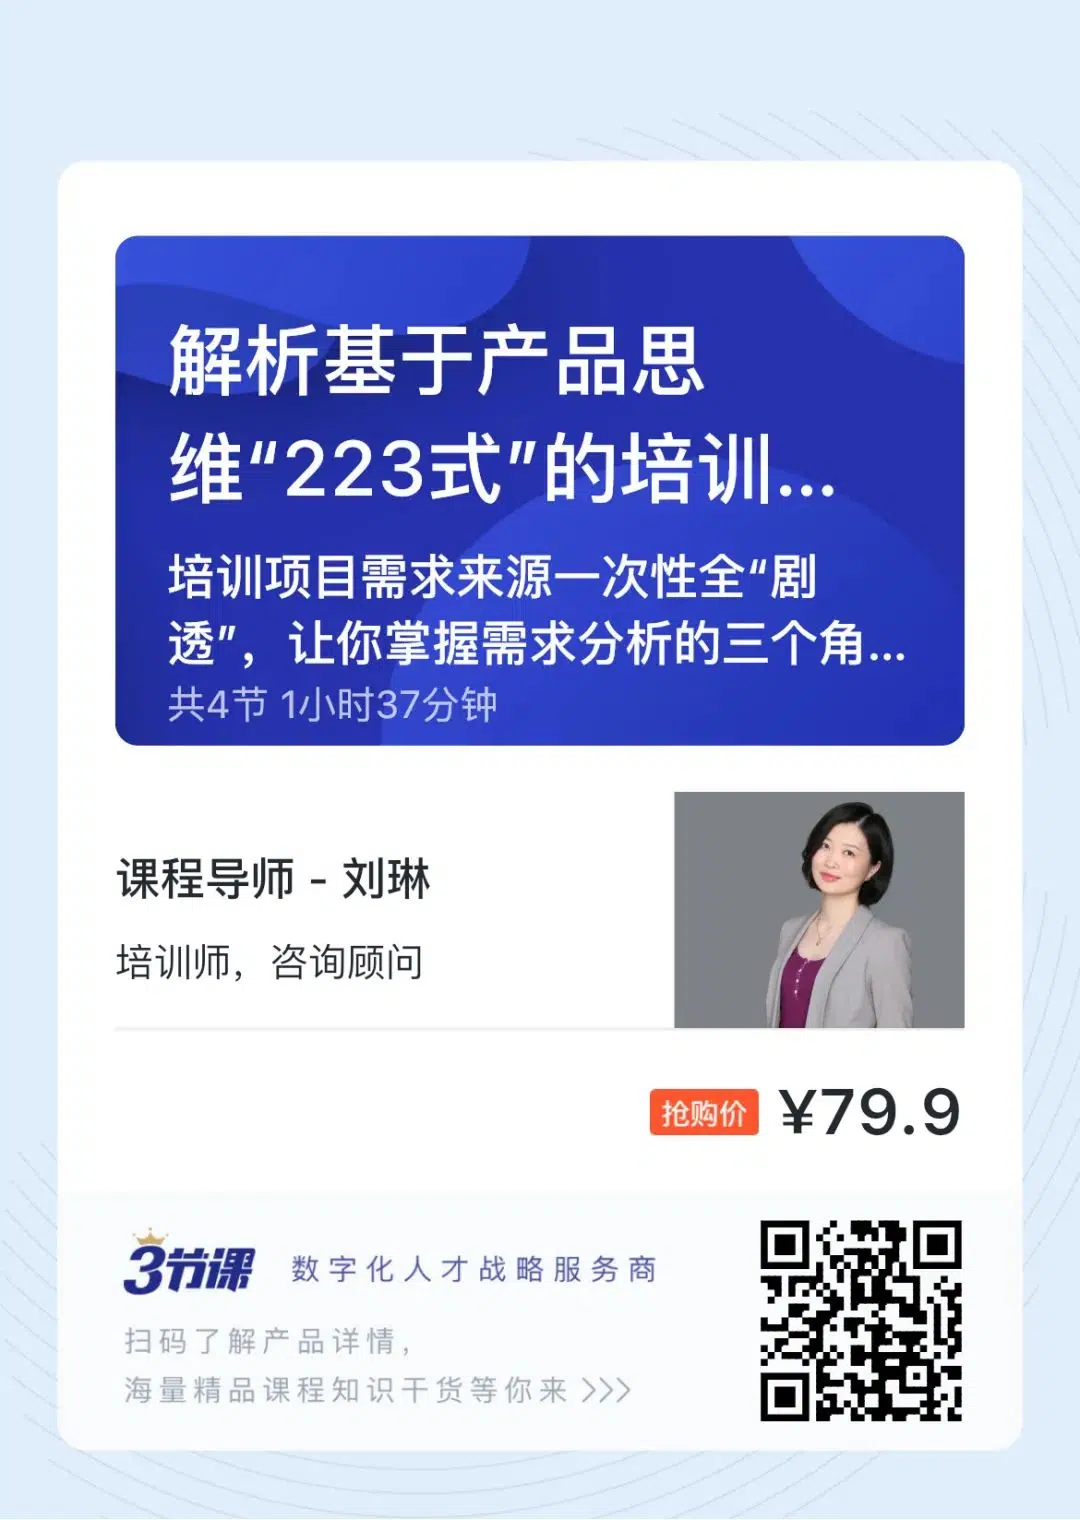 解析基于产品思
维“223式”的培训...
培训项目需求来源一次性全“剧
透”，让你掌握需求分析的三个角...
共4节 1小时37分钟
课程导师 - 刘琳
培训师，咨询顾问
抢购价 ¥79.9
3节课 数字化人才战略服务商
扫码了解产品详情，
海量精品课程知识干货等你来 >>>